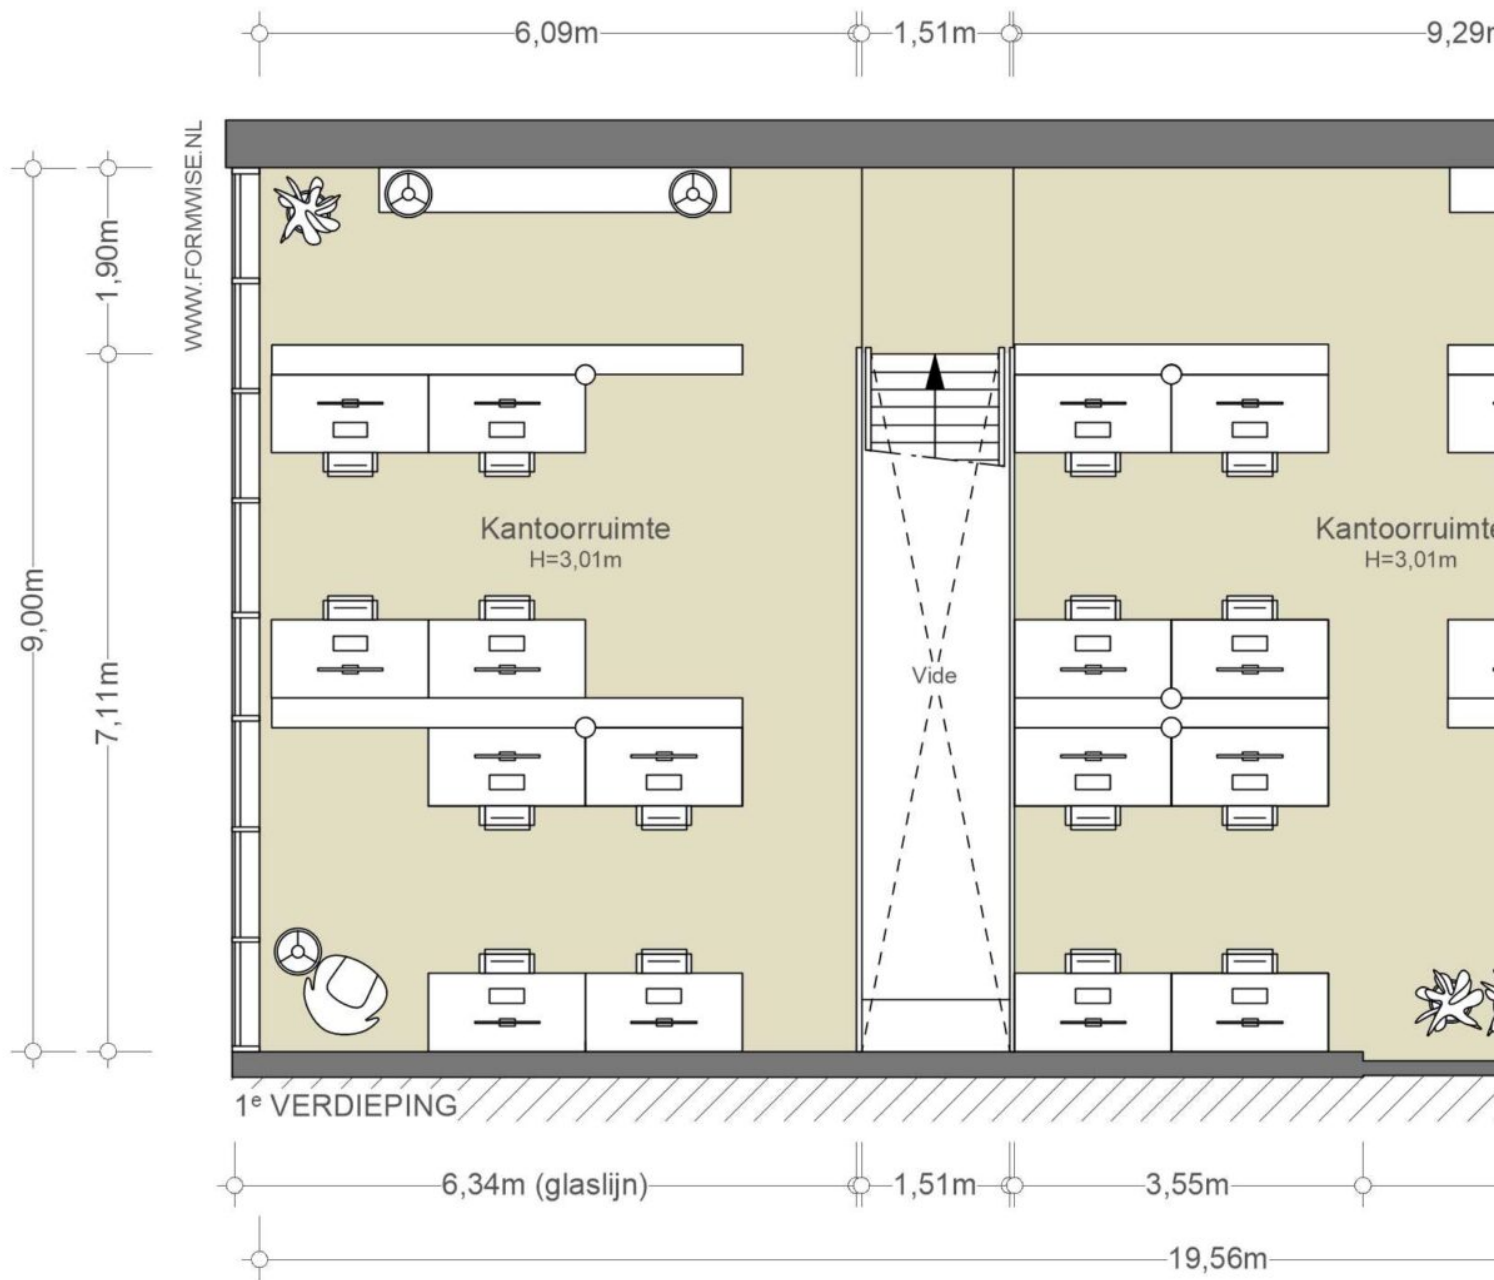 6,09m
1,51m
9,29m
WWW.FORMWISE.NL
1,90m
9,00m
7,11m
Kantoorruimte
H=3,01m
Vide
Kantoorruimte
H=3,01m
1e VERDIEPING
6,34m (glaslijn)
1,51m
3,55m
19,56m